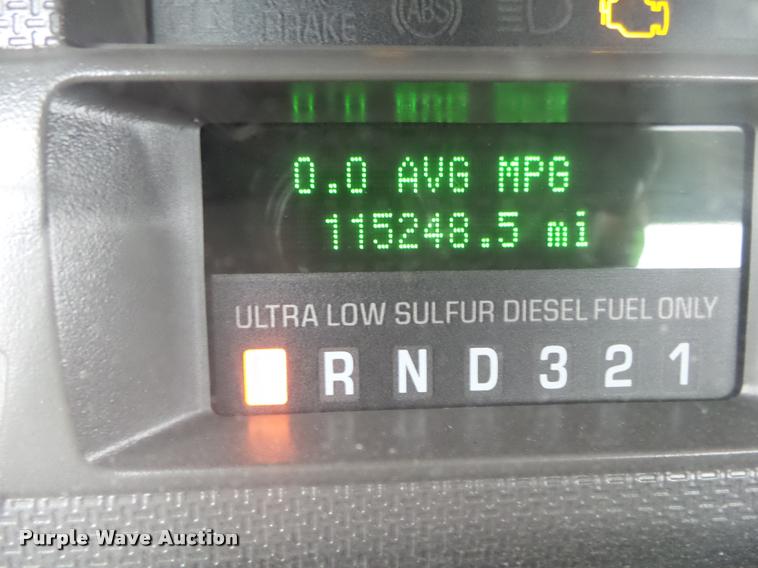 BRAKE
ABS
0.0 AVG MPG
115248.5 mi
ULTRA LOW SULFUR DIESEL FUEL ONLY
R N D 3 2 1
Purple Wave Auction